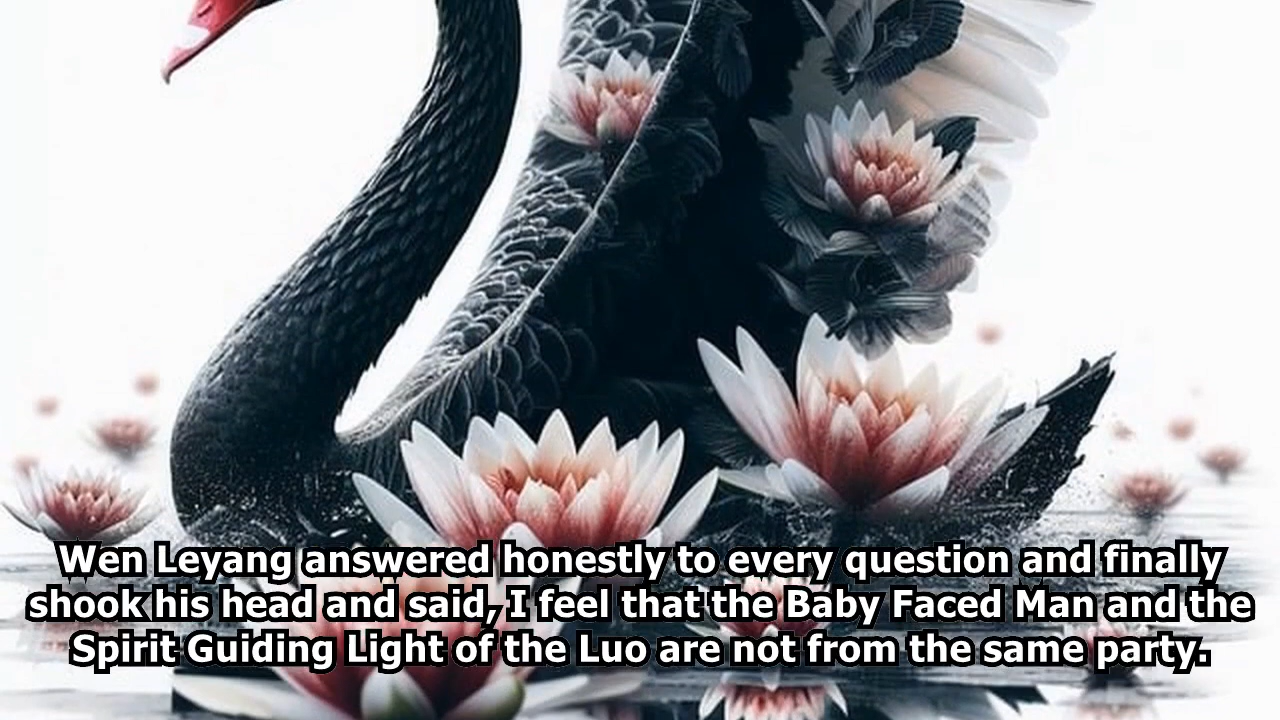 Wen Leyang answered honestly to every question and finally
shook his head and said, I feel that the Baby Faced Man and the
Spirit Guiding Light of the Luo are not from the same party.